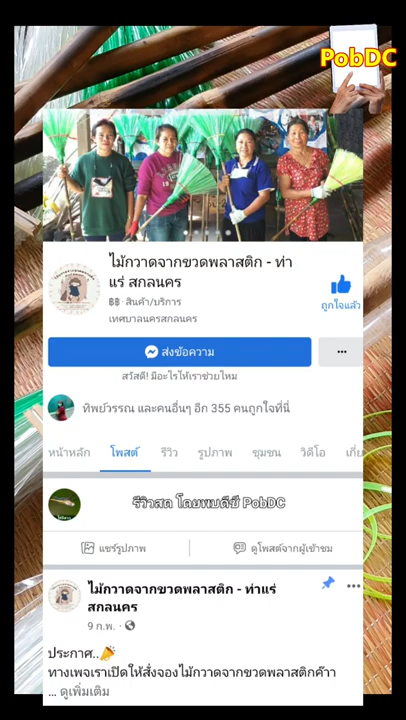 PobDC
ไม้กวาดจากขวดพลาสติก - ท่า
แร่ สกลนคร
฿฿ · สินค้า/บริการ
เทศบาลนครสกลนคร
ถูกใจแล้ว
ส่งข้อความ
สวัสดี! มีอะไรให้เราช่วยไหม
ทิพย์วรรณ และคนอื่นๆ อีก 355 คนถูกใจที่นี่
หน้าหลัก โพสต์ รีวิว รูปภาพ ชุมชน วิดีโอ เกี่ย
รีวิวสด โดยพบดีซี PobDC
แชร์รูปภาพ ดูโพสต์จากผู้เข้าชม
ไม้กวาดจากขวดพลาสติก - ท่าแร่
สกลนคร
9 ก.พ. ·
ประกาศ..
ทางเพจเราเปิดให้สั่งจองไม้กวาดจากขวดพลาสติกค๊าา
... ดูเพิ่มเติม